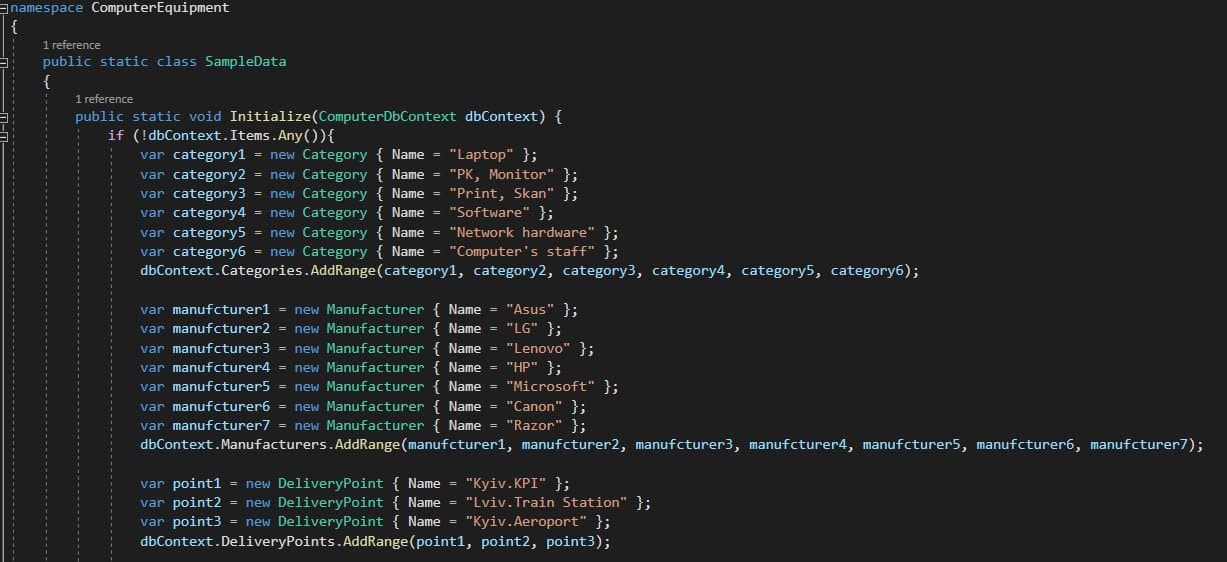 namespace ComputerEquipment
{
1 reference
public static class SampleData
{
1 reference
public static void Initialize(ComputerDbContext dbContext) {
if (!dbContext.Items.Any()){
var category1 = new Category { Name = "Laptop" };
var category2 = new Category { Name = "PK, Monitor" };
var category3 = new Category { Name = "Print, Skan" };
var category4 = new Category { Name = "Software" };
var category5 = new Category { Name = "Network hardware" };
var category6 = new Category { Name = "Computer's staff" };
dbContext.Categories.AddRange(category1, category2, category3, category4, category5, category6);
var manufcturer1 = new Manufacturer { Name = "Asus" };
var manufcturer2 = new Manufacturer { Name = "LG" };
var manufcturer3 = new Manufacturer { Name = "Lenovo" };
var manufcturer4 = new Manufacturer { Name = "HP" };
var manufcturer5 = new Manufacturer { Name = "Microsoft" };
var manufcturer6 = new Manufacturer { Name = "Canon" };
var manufcturer7 = new Manufacturer { Name = "Razor" };
dbContext.Manufacturers.AddRange(manufcturer1, manufcturer2, manufcturer3, manufcturer4, manufcturer5, manufcturer6, manufcturer7);
var point1 = new DeliveryPoint { Name = "Kyiv.KPI" };
var point2 = new DeliveryPoint { Name = "Lviv.Train Station" };
var point3 = new DeliveryPoint { Name = "Kyiv.Aeroport" };
dbContext.DeliveryPoints.AddRange(point1, point2, point3);